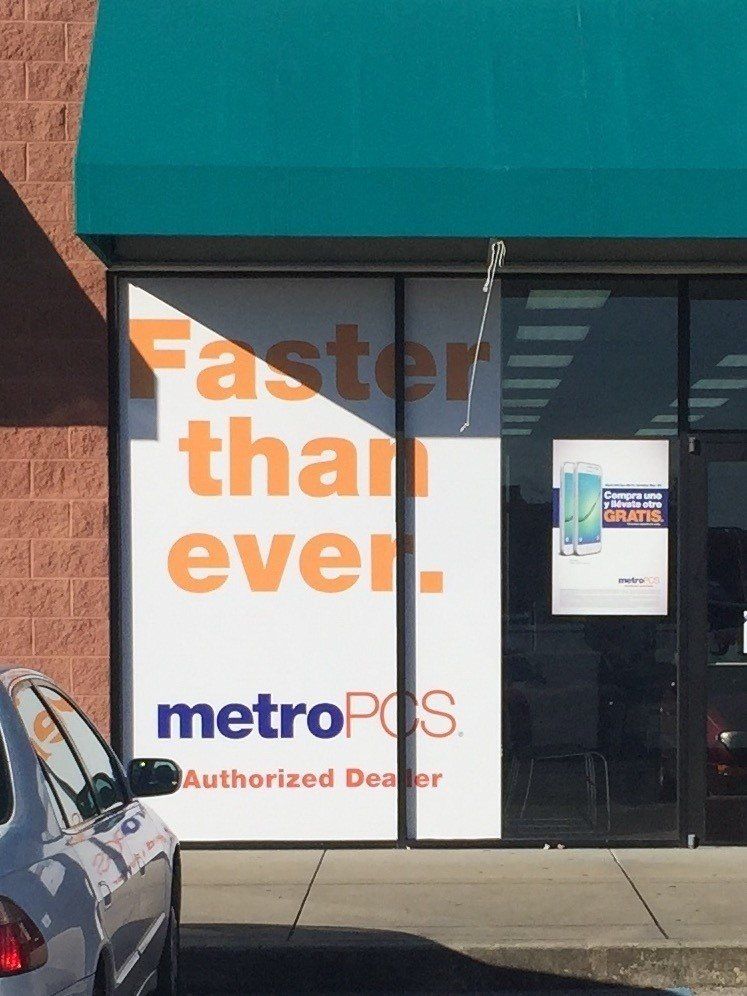 Faster
than
ever.
metroPCS.
Authorized Dealer
Compra uno
y llévate otro
GRATIS.
metroPCS